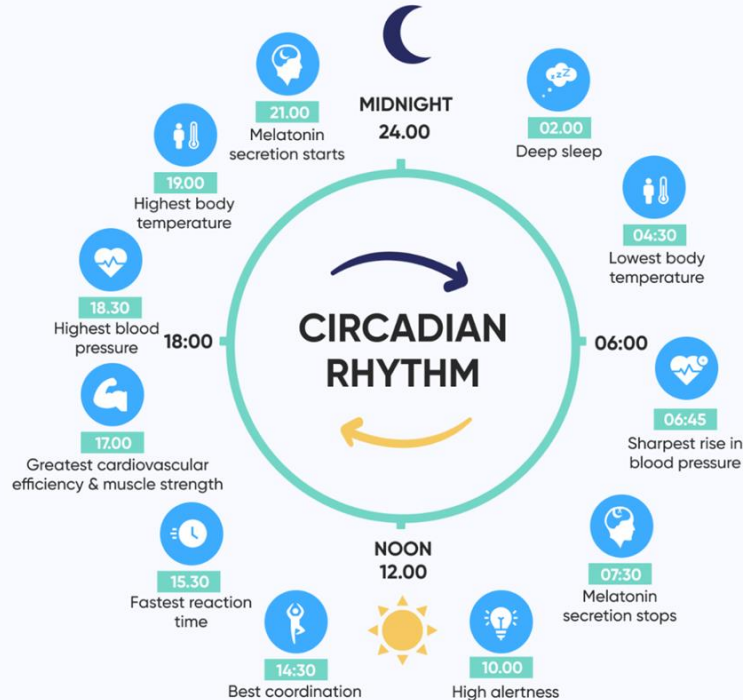 MIDNIGHT
24.00
02.00
Deep sleep
04:30
Lowest body
temperature
06:00
06:45
Sharpest rise in
blood pressure
07:30
Melatonin
secretion stops
10.00
High alertness
NOON
12.00
14:30
Best coordination
15.30
Fastest reaction
time
17.00
Greatest cardiovascular
efficiency & muscle strength
18:00
18.30
Highest blood
pressure
19.00
Highest body
temperature
21.00
Melatonin
secretion starts
CIRCADIAN
RHYTHM